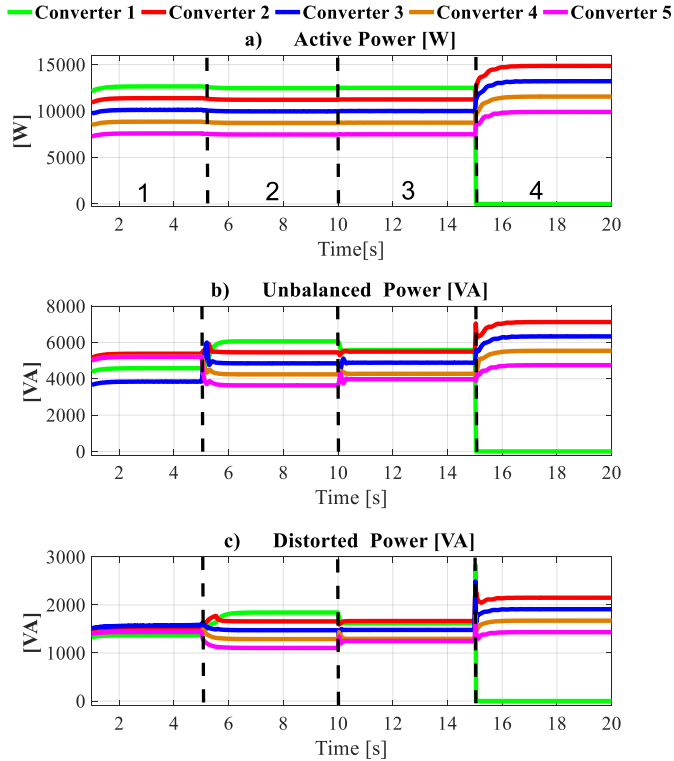 Converter 1 Converter 2 Converter 3 Converter 4 Converter 5
a) Active Power [W]
15000
10000
5000
0
[W]
1 2 3 4
2 4 6 8 10 12 14 16 18 20
Time[s]
b) Unbalanced Power [VA]
8000
6000
4000
2000
0
[VA]
2 4 6 8 10 12 14 16 18 20
Time [s]
c) Distorted Power [VA]
3000
2000
1000
0
[VA]
2 4 6 8 10 12 14 16 18 20
Time [s]